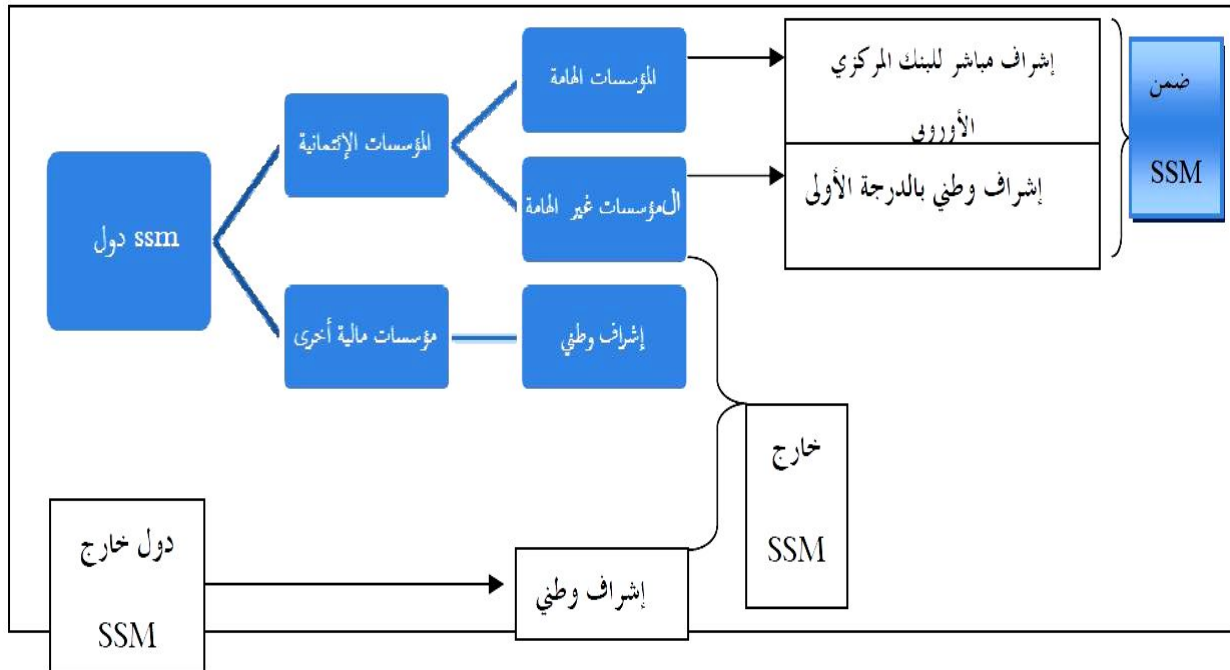 المؤسسات الهامة
إشراف مباشر للبنك المركزي
الأوروبي
ضمن
SSM
المؤسسات الإئتمانية
المؤسسات غير الهامة
إشراف وطني بالدرجة الأولى
دول ssm
مؤسسات مالية أخرى
إشراف وطني
خارج
SSM
دول خارج
SSM
إشراف وطني